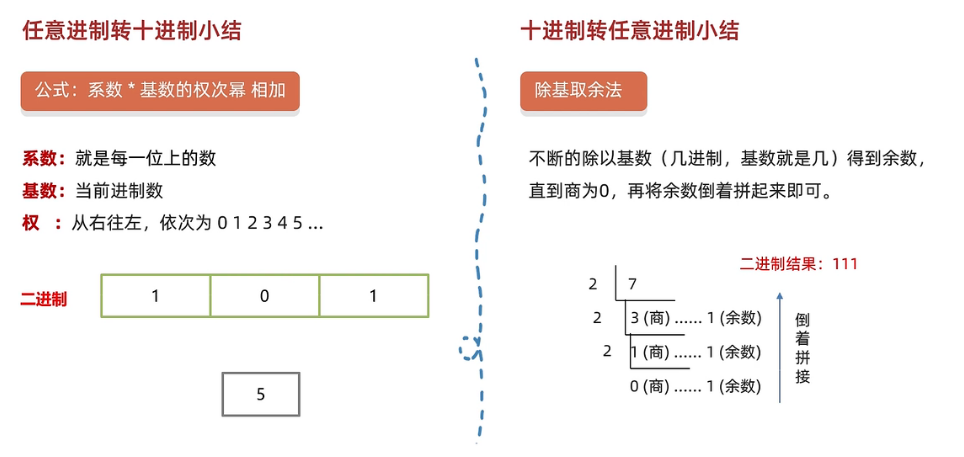 任意进制转十进制小结
公式：系数 * 基数的权次幂 相加
系数：就是每一位上的数
基数：当前进制数
权 ：从右往左，依次为 0 1 2 3 4 5 ...
二进制 1 0 1
5
十进制转任意进制小结
除基取余法
不断的除以基数（几进制，基数就是几）得到余数，
直到商为0，再将余数倒着拼起来即可。
二进制结果：111
2 7
2 3 (商) ...... 1 (余数)
2 1 (商) ...... 1 (余数)
0 (商) ...... 1 (余数)
倒着拼接